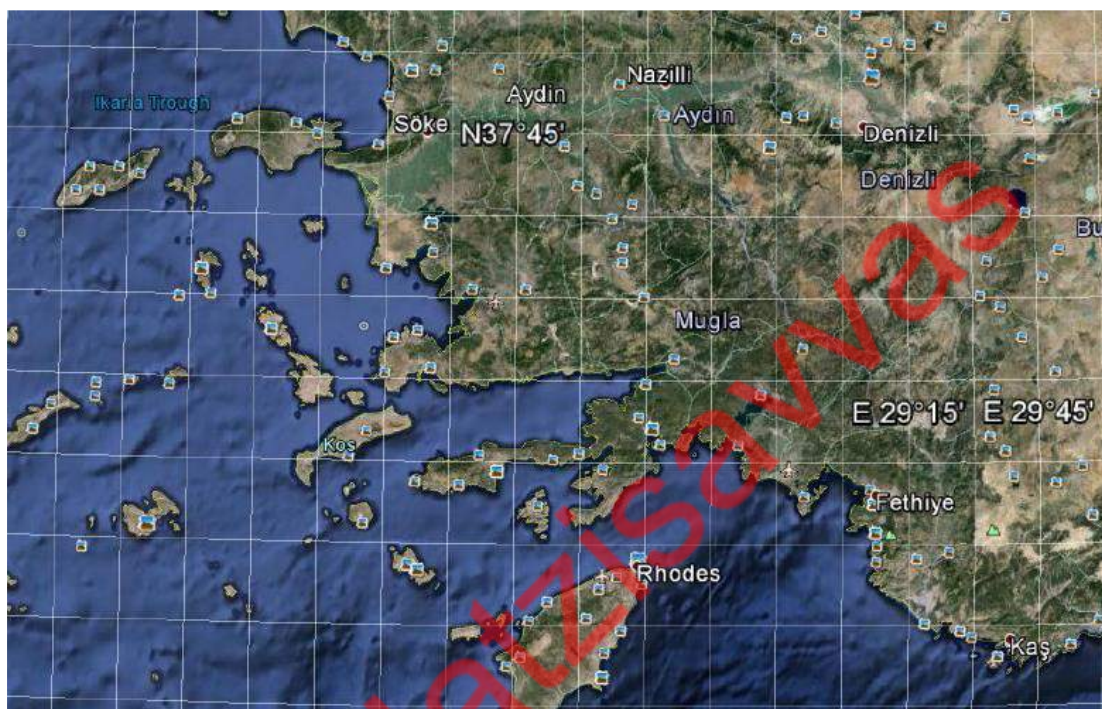 Nazilli
Aydin
Ikaria Trough
Söke
N37°45'
Aydin
Denizli
Denizli
Bu
Mugla
E 29°15'
E 29°45'
Kos
Fethiye
Rhodes
Kaş
atzisavvas